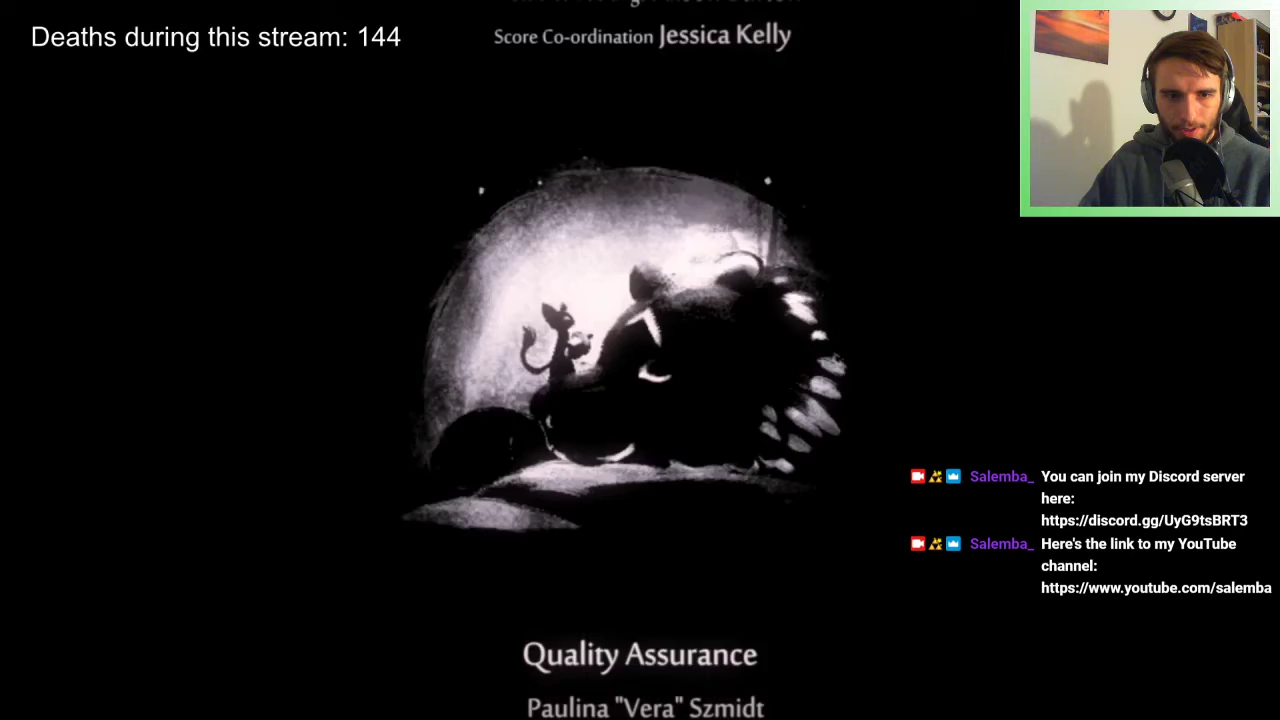 Deaths during this stream: 144
Score Co-ordination Jessica Kelly
Salemba_ You can join my Discord server
here:
https://discord.gg/UyG9tsBRT3
Salemba_ Here's the link to my YouTube
channel:
https://www.youtube.com/salemba
Quality Assurance
Paulina "Vera" Szmidt